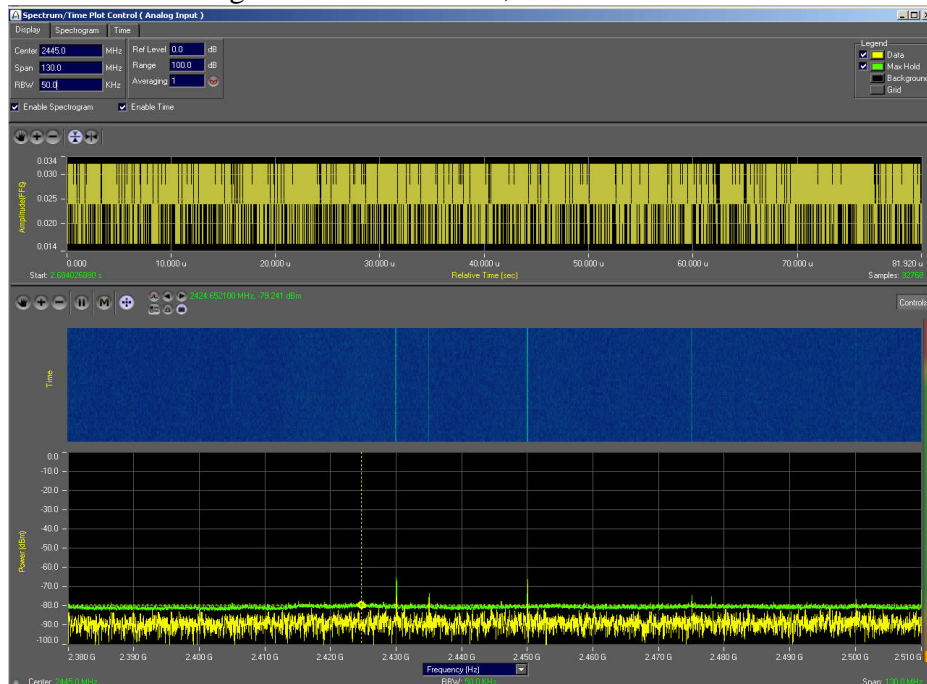 Spectrum/Time Plot Control ( Analog Input )
Display Spectrogram Time
Center 2445.0 MHz Ref Level 0.0 dB
Span 130.0 MHz Range 100.0 dB
RBW 50.0 KHz Averaging 1
Legend
Data
Max Hold
Background
Grid
Enable Spectrogram Enable Time
0.034
0.030
0.025
0.020
0.014
Amplitude(FFS)
0.000 10.000 u 20.000 u 30.000 u 40.000 u 50.000 u 60.000 u 70.000 u 81.920 u
Start: 2.684026880 s Relative Time (sec) Samples: 32768
M 2424.652100 MHz, -79.241 dBm Controls
Time
0.0
-10.0
-20.0
-30.0
-40.0
-50.0
-60.0
-70.0
-80.0
-90.0
-100.0
Power (dBm)
2.380 G 2.390 G 2.400 G 2.410 G 2.420 G 2.430 G 2.440 G 2.450 G 2.460 G 2.470 G 2.480 G 2.490 G 2.500 G 2.510 G
Frequency (Hz)
Center: 2445.0 MHz RBW: 50.0 KHz Span: 130.0 MHz